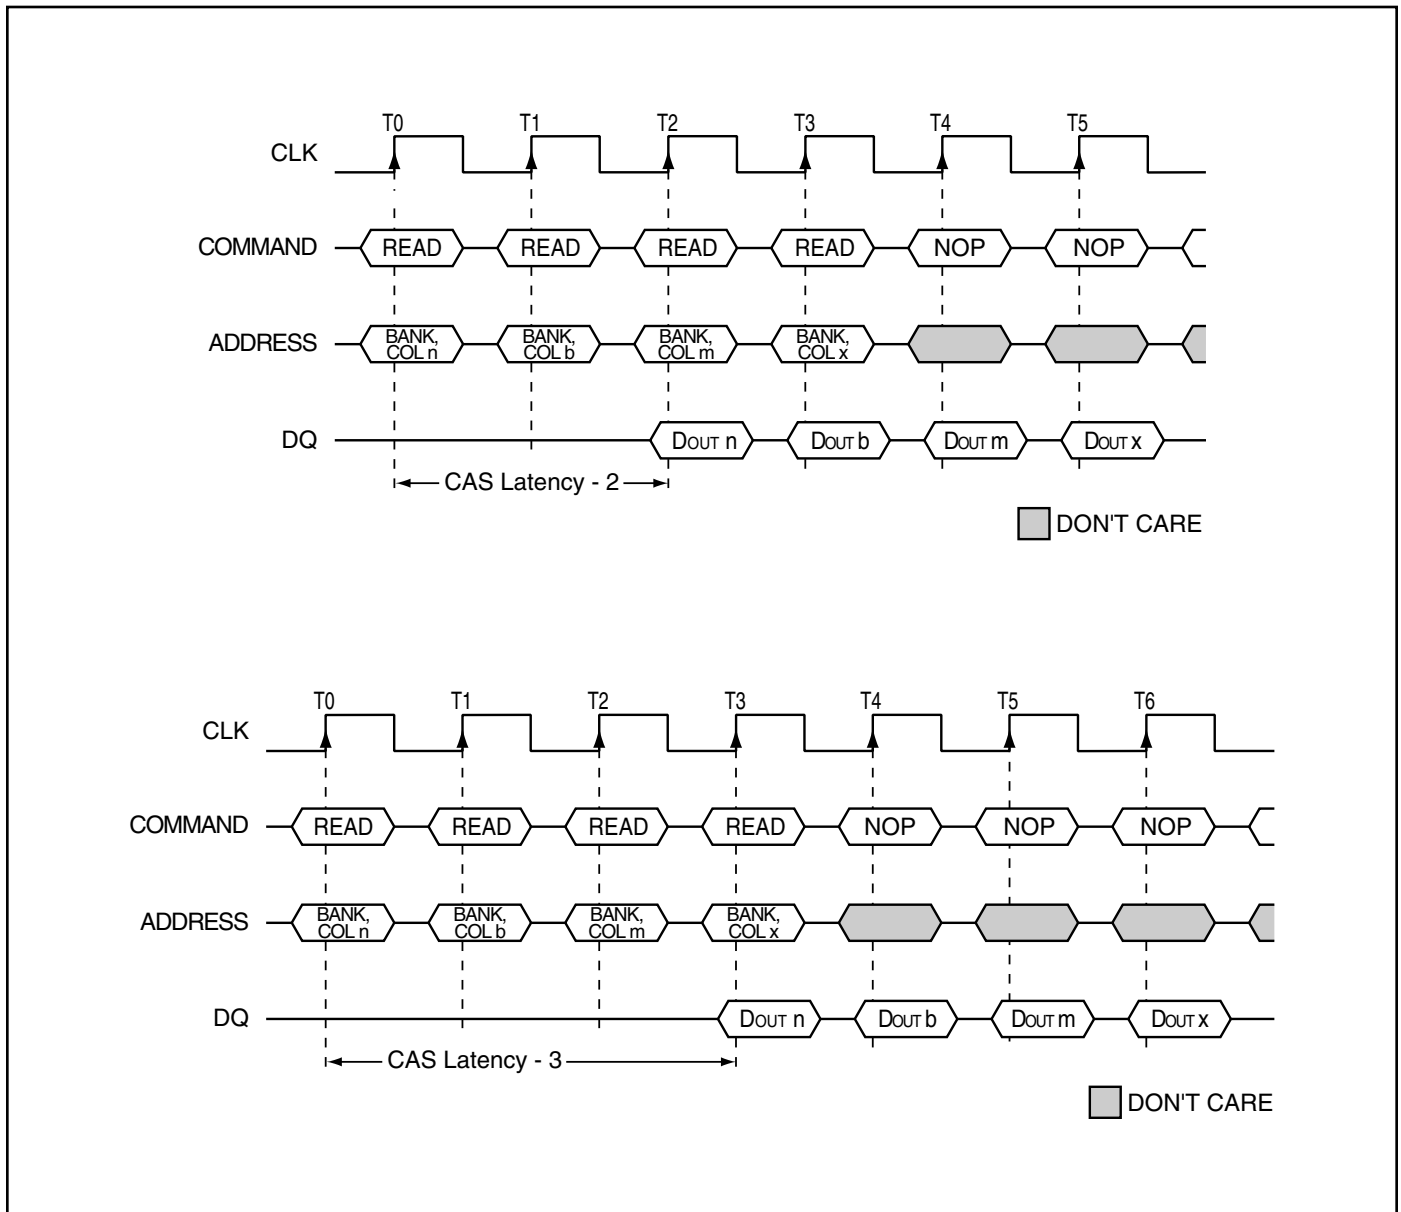 T0 T1 T2 T3 T4 T5
CLK
COMMAND READ READ READ READ NOP NOP
ADDRESS BANK, COL n BANK, COL b BANK, COL m BANK, COL x
DQ DOUT n DOUT b DOUT m DOUT x
CAS Latency - 2
DON'T CARE
T0 T1 T2 T3 T4 T5 T6
CLK
COMMAND READ READ READ READ NOP NOP NOP
ADDRESS BANK, COL n BANK, COL b BANK, COL m BANK, COL x
DQ DOUT n DOUT b DOUT m DOUT x
CAS Latency - 3
DON'T CARE